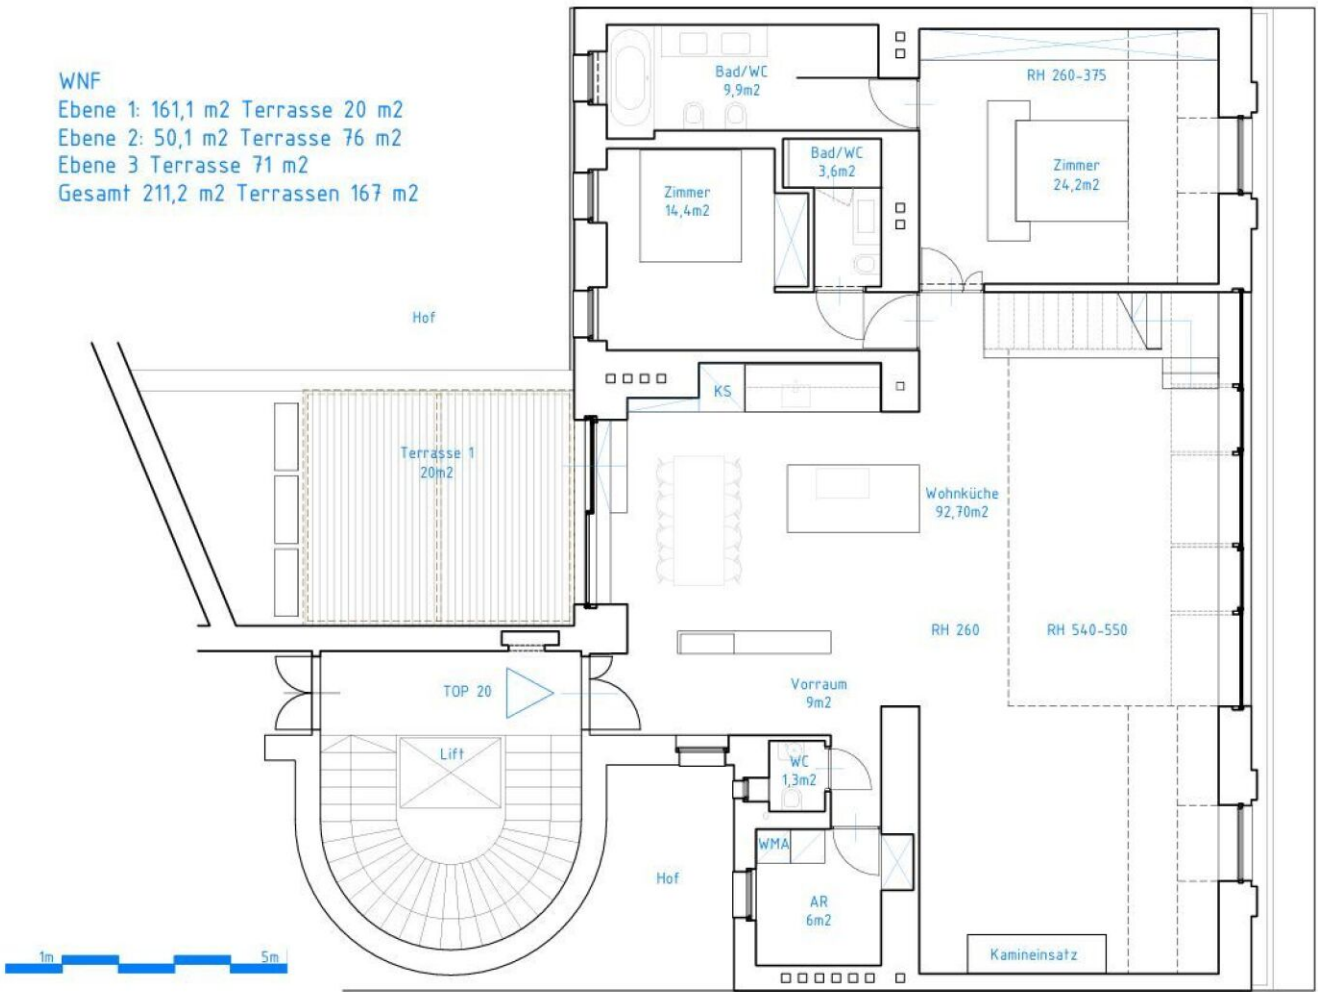 WNF
Ebene 1: 161,1 m2 Terrasse 20 m2
Ebene 2: 50,1 m2 Terrasse 76 m2
Ebene 3 Terrasse 71 m2
Gesamt 211,2 m2 Terrassen 167 m2
Bad/WC
9,9m2
RH 260-375
Bad/WC
3,6m2
Zimmer
14,4m2
Zimmer
24,2m2
Hof
KS
Terrasse 1
20m2
Wohnküche
92,70m2
RH 260
RH 540-550
TOP 20
Vorraum
9m2
Lift
WC
1,3m2
WMA
Hof
AR
6m2
1m
5m
Kamineinsatz